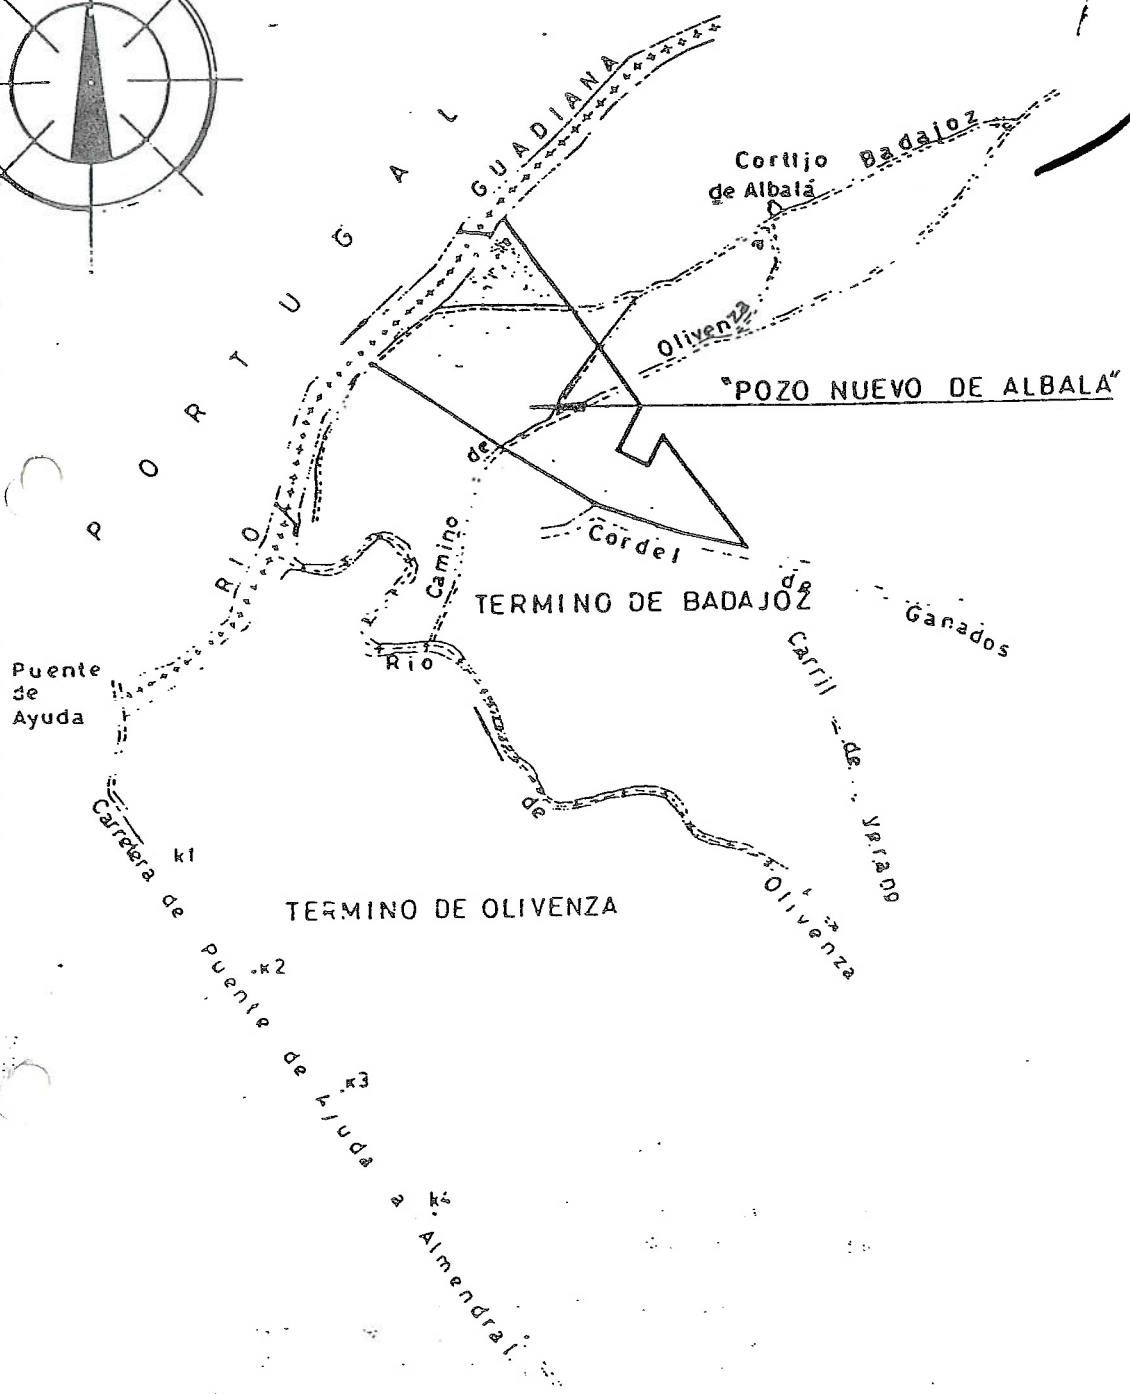 PORTUGAL
RIO GUADIANA
Cortijo
de Albalá
Camino de Olivenza a Badajoz
"POZO NUEVO DE ALBALA"
Cordel de Ganados
TERMINO DE BADAJOZ
Carril de Verano
Puente
de
Ayuda
Rio de Olivenza
Carretera de Puente de Ajuda a Almendral
k1
k2
k3
TERMINO DE OLIVENZA